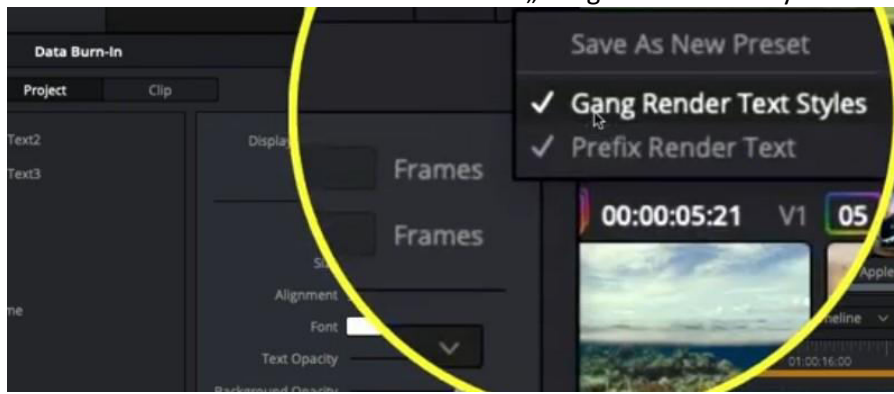 Data Burn-In
Project Clip
Text2
Text3
Frames
Frames
Alignment
Font
Text Opacity
Save As New Preset
✓ Gang Render Text Styles
✓ Prefix Render Text
00:00:05:21 V1 05
Apple
01:00:16:00